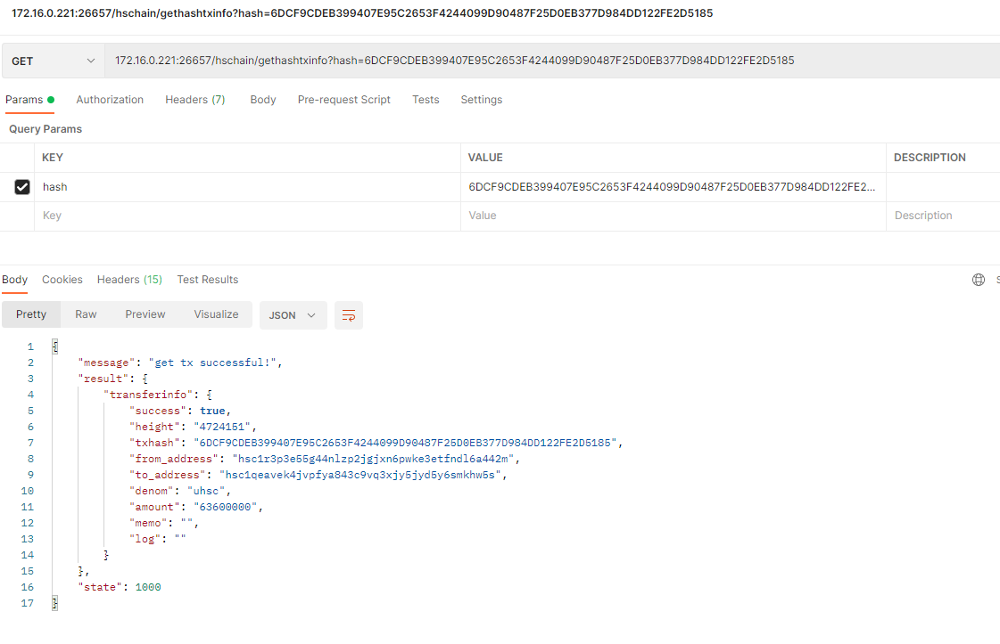 172.16.0.221:26657/hschain/gethashtxinfo?hash=6DCF9CDEB399407E95C2653F4244099D90487F25D0EB377D984DD122FE2D5185
GET 172.16.0.221:26657/hschain/gethashtxinfo?hash=6DCF9CDEB399407E95C2653F4244099D90487F25D0EB377D984DD122FE2D5185
Params Authorization Headers (7) Body Pre-request Script Tests Settings
Query Params
KEY VALUE DESCRIPTION
hash 6DCF9CDEB399407E95C2653F4244099D90487F25D0EB377D984DD122FE2...
Key Value Description
Body Cookies Headers (15) Test Results S
Pretty Raw Preview Visualize JSON
1 {
2 "message": "get tx successful!",
3 "result": {
4 "transferinfo": {
5 "success": true,
6 "height": "4724151",
7 "txhash": "6DCF9CDEB399407E95C2653F4244099D90487F25D0EB377D984DD122FE2D5185",
8 "from_address": "hsc1r3p3e55g44nlzp2jgjxn6pwke3etfndl6a442m",
9 "to_address": "hsc1qeavek4jvpfya843c9vq3xjy5jyd5y6smkhw5s",
10 "denom": "uhsc",
11 "amount": "63600000",
12 "memo": "",
13 "log": ""
14 }
15 },
16 "state": 1000
17 }